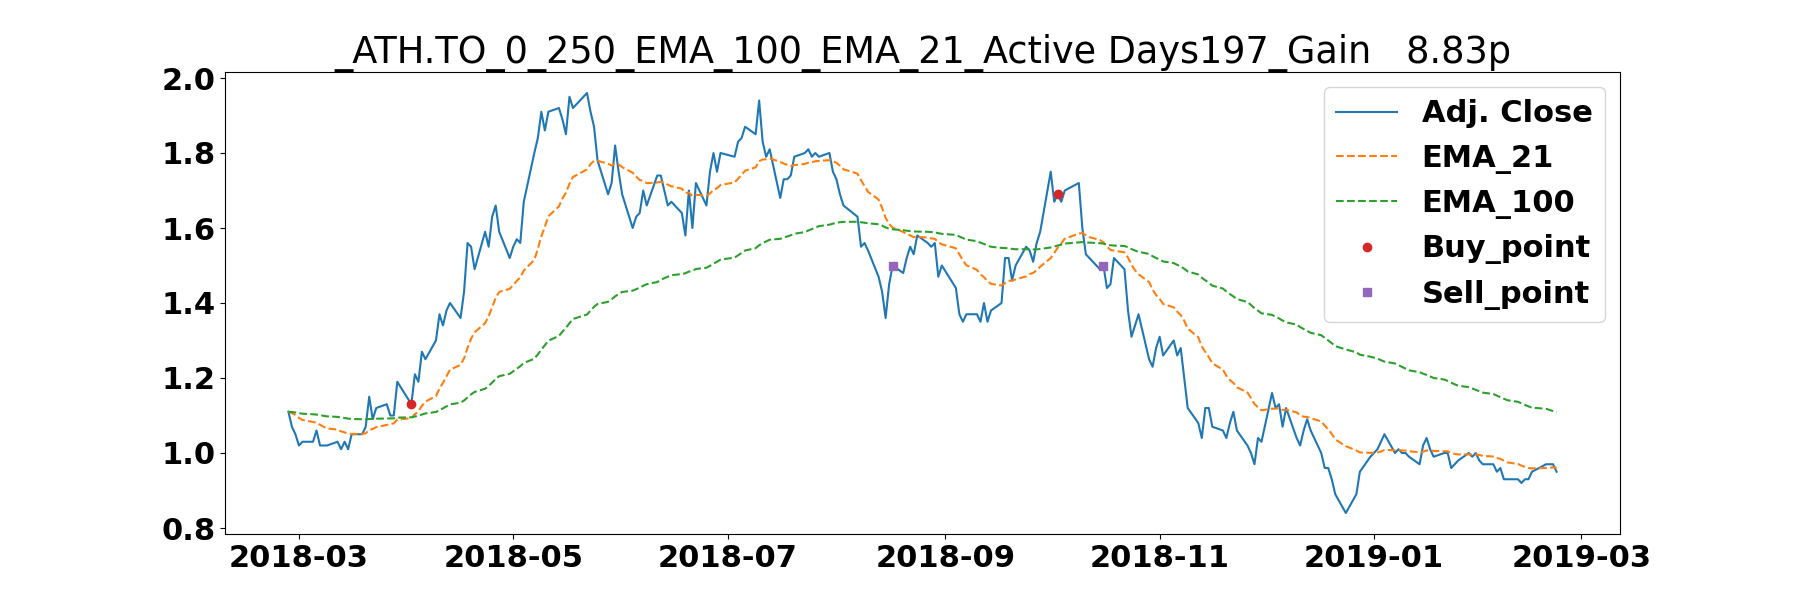 _ATH.TO_0_250_EMA_100_EMA_21_Active Days197_Gain   8.83p
2.0
1.8
1.6
1.4
1.2
1.0
0.8
Adj. Close
EMA_21
EMA_100
Buy_point
Sell_point
2018-03 2018-05 2018-07 2018-09 2018-11 2019-01 2019-03